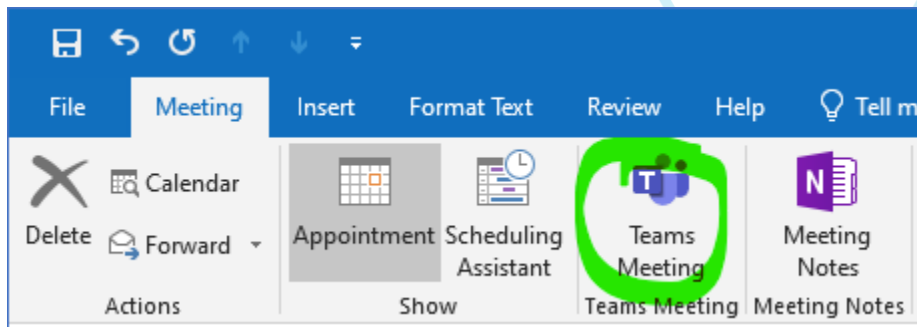 File Meeting Insert Format Text Review Help Tell m
Delete
Calendar
Forward
Actions
Appointment
Scheduling
Assistant
Show
Teams
Meeting
Teams Meeting
Meeting
Notes
Meeting Notes